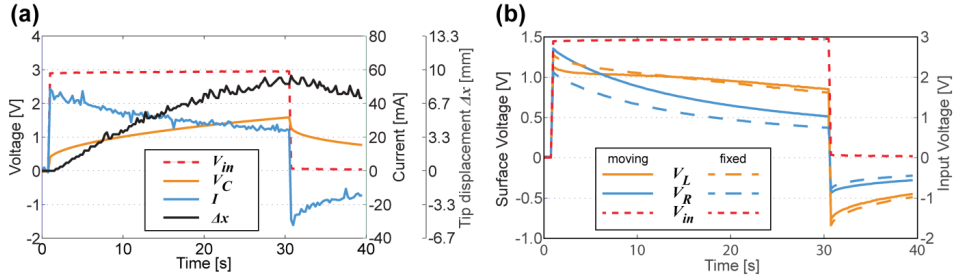 (a)
4
3
2
1
0
-1
-2
Voltage [V]
0
10
20
30
40
Time [s]
80
60
40
20
0
20
40
Current [mA]
13.3
10
6.7
3.3
0
-3.3
-6.7
Tip displacement Δx [mm]
V_in
V_C
I
Δx
(b)
1.5
1.0
0.5
0
-0.5
-1.0
Surface Voltage [V]
0
10
20
30
40
Time [s]
3
2
1
0
-1
-2
Input Voltage [V]
moving
fixed
V_L
V_R
V_in